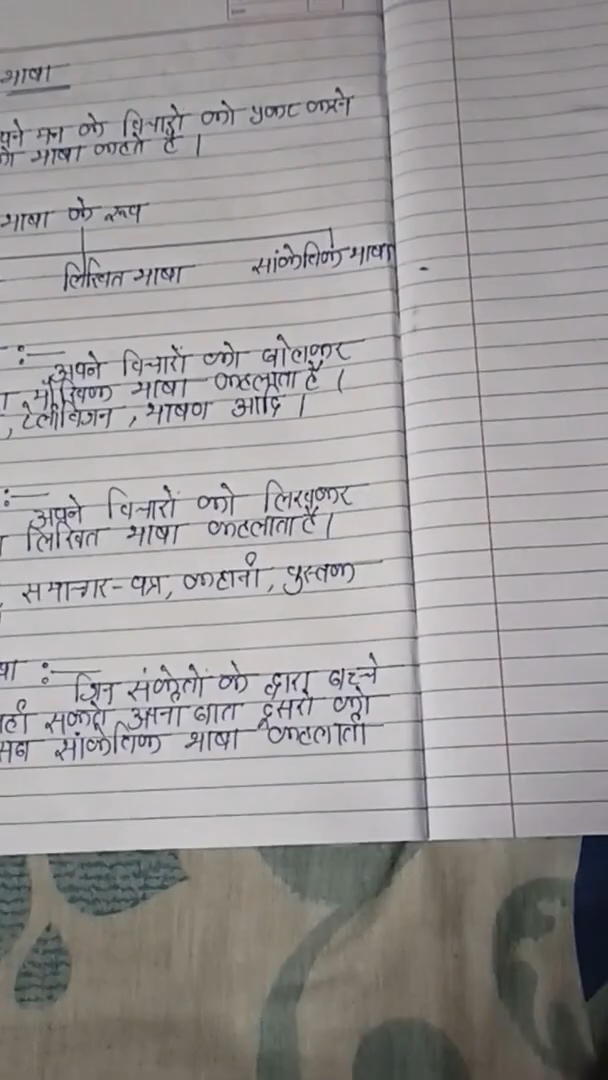 भाषा
पने मन के विचारों को प्रकट करने
को भाषा कहते है ।
भाषा के रूप
लिखित भाषा सांकेतिक भाषा
:— अपने विचारों को बोलकर
मौखिक भाषा कहलाता है ।
, टेलीविजन , भाषण आदि ।
:— अपने विचारों को लिखकर
लिखित भाषा कहलाता है ।
समाचार-पत्र, कहानी, पुस्तक
षा :— जिन संकेतों के द्वारा बच्चे
सकते अपनी बात दूसरों को
सब सांकेतिक भाषा कहलाती